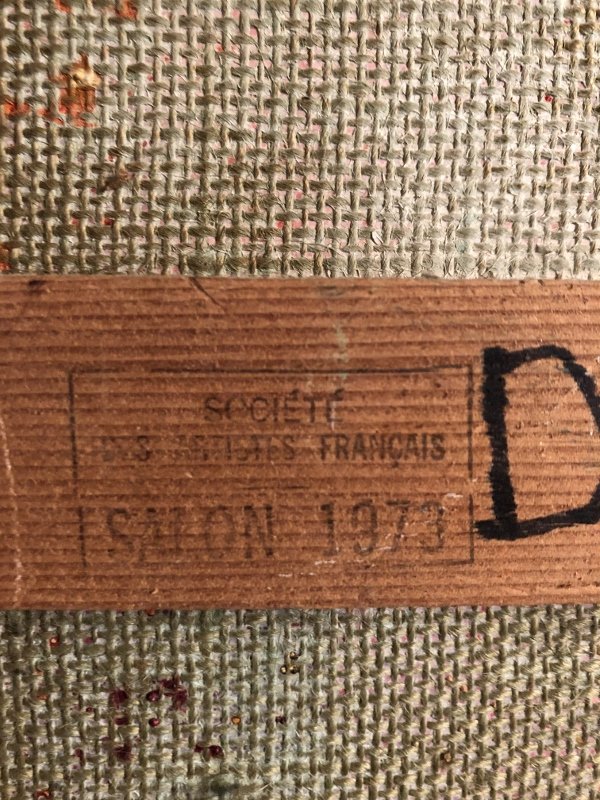 SOCIÉTÉ
DES ARTISTES FRANÇAIS
SALON 1973
D